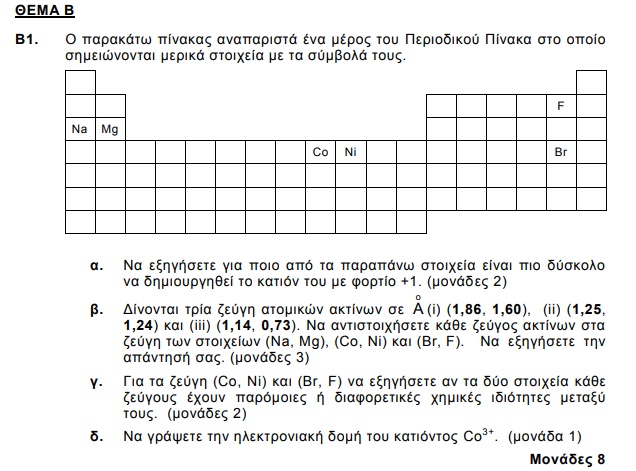 ΘΕΜΑ Β
Β1. Ο παρακάτω πίνακας αναπαριστά ένα μέρος του Περιοδικού Πίνακα στο οποίο
σημειώνονται μερικά στοιχεία με τα σύμβολά τους.
F
Na Mg
Co Ni Br
α. Να εξηγήσετε για ποιο από τα παραπάνω στοιχεία είναι πιο δύσκολο
να δημιουργηθεί το κατιόν του με φορτίο +1. (μονάδες 2)
β. Δίνονται τρία ζεύγη ατομικών ακτίνων σε Å (i) (1,86, 1,60), (ii) (1,25,
1,24) και (iii) (1,14, 0,73). Να αντιστοιχήσετε κάθε ζεύγος ακτίνων στα
ζεύγη των στοιχείων (Na, Mg), (Co, Ni) και (Br, F). Να εξηγήσετε την
απάντησή σας. (μονάδες 3)
γ. Για τα ζεύγη (Co, Ni) και (Br, F) να εξηγήσετε αν τα δύο στοιχεία κάθε
ζεύγους έχουν παρόμοιες ή διαφορετικές χημικές ιδιότητες μεταξύ
τους. (μονάδες 2)
δ. Να γράψετε την ηλεκτρονιακή δομή του κατιόντος Co³⁺. (μονάδα 1)
Μονάδες 8